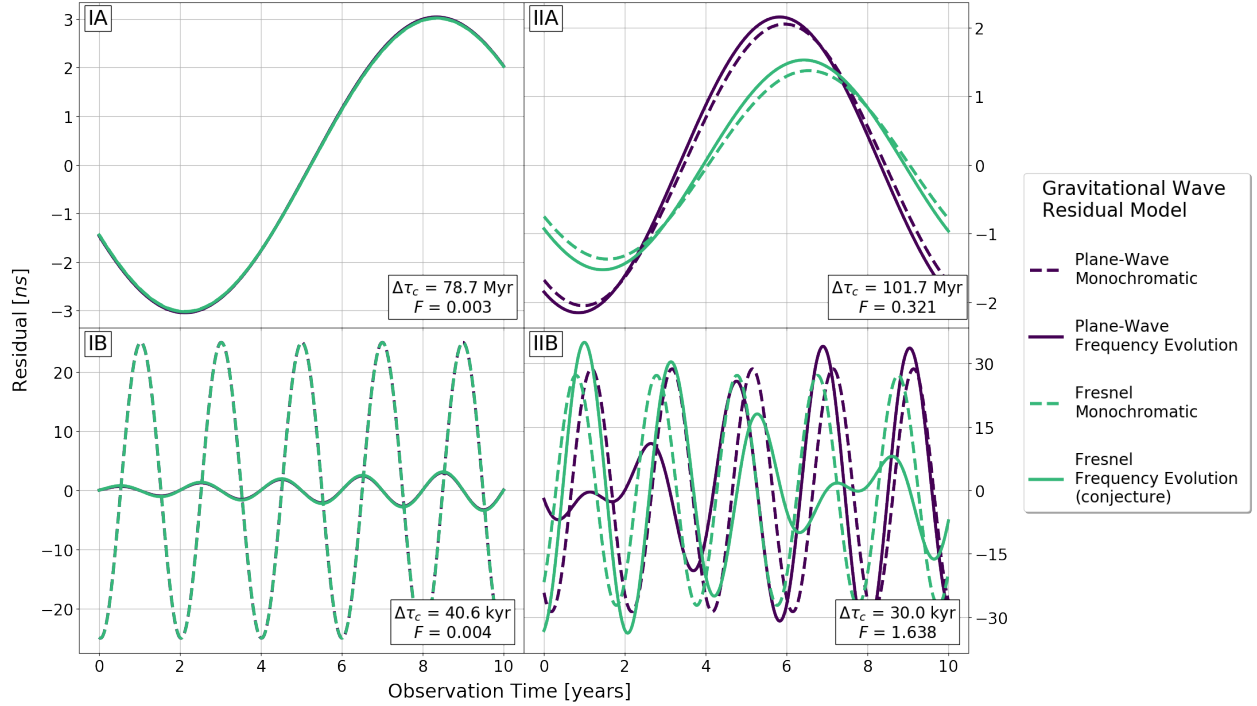 IA
3
2
1
0
−1
−2
−3
Δτc = 78.7 Myr
F = 0.003
IIA
2
1
0
−1
−2
Δτc = 101.7 Myr
F = 0.321
IB
20
10
0
−10
−20
Δτc = 40.6 kyr
F = 0.004
0
2
4
6
8
10
IIB
30
15
0
−15
−30
Δτc = 30.0 kyr
F = 1.638
0
2
4
6
8
10
Residual [ns]
Observation Time [years]
Gravitational Wave
Residual Model
Plane-Wave
Monochromatic
Plane-Wave
Frequency Evolution
Fresnel
Monochromatic
Fresnel
Frequency Evolution
(conjecture)